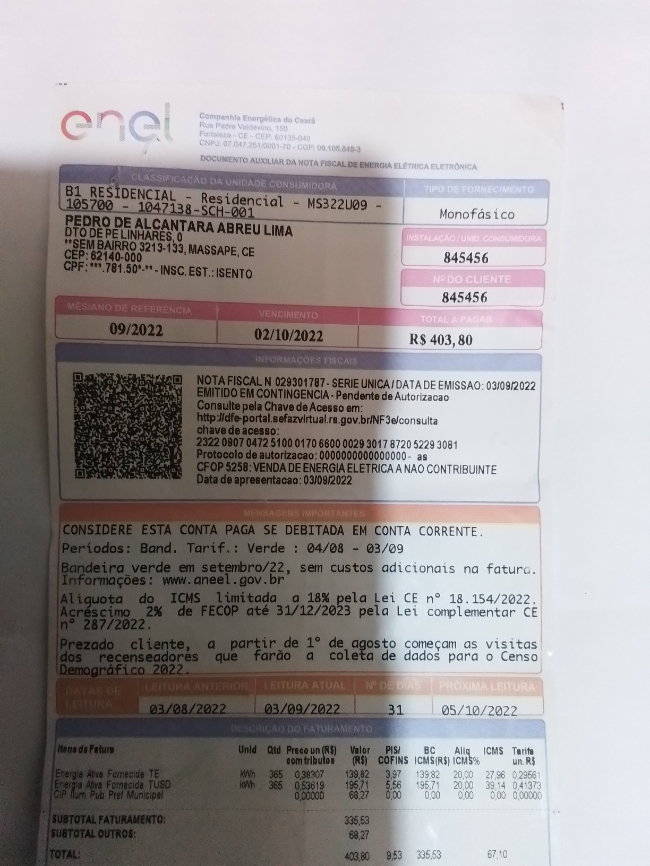 enel
Companhia Energética do Ceará
Rua Padre Valdevino, 150
Fortaleza - CE - CEP: 60135-040
CNPJ: 07.047.251/0001-70 - CGF: 06.105.848-3
DOCUMENTO AUXILIAR DA NOTA FISCAL DE ENERGIA ELÉTRICA ELETRÔNICA
CLASSIFICAÇÃO DA UNIDADE CONSUMIDORA
B1 RESIDENCIAL - Residencial - MS322U09 -
105700 - 1047138-SCH-001
TIPO DE FORNECIMENTO
Monofásico
PEDRO DE ALCANTARA ABREU LIMA
DTO DE PE LINHARES, 0
**SEM BAIRRO 3213-133, MASSAPE, CE
CEP: 62140-000
CPF: ***.781.50*-** - INSC. EST.: ISENTO
INSTALAÇÃO / UNID. CONSUMIDORA
845456
Nº DO CLIENTE
845456
MÊS/ANO DE REFERENCIA VENCIMENTO TOTAL A PAGAR
09/2022 02/10/2022 R$ 403,80
INFORMAÇÕES FISCAIS
NOTA FISCAL N 029301787 - SERIE UNICA / DATA DE EMISSÃO: 03/09/2022
EMITIDO EM CONTINGENCIA - Pendente de Autorizacao
Consulte pela Chave de Acesso em:
http://dfe-portal.sefazvirtual.rs.gov.br/NF3e/consulta
chave de acesso:
2322 0907 0472 5100 0170 6600 0029 3017 8720 5229 3081
Protocolo de autorizacao: 0000000000000000 - as
CFOP 5258: VENDA DE ENERGIA ELETRICA A NAO CONTRIBUINTE
Data de apresentacao: 03/09/2022
MENSAGENS IMPORTANTES
CONSIDERE ESTA CONTA PAGA SE DEBITADA EM CONTA CORRENTE.
Períodos: Band. Tarif.: Verde : 04/08 - 03/09
Bandeira verde em setembro/22, sem custos adicionais na fatura.
Informações: www.aneel.gov.br
Aliquota do ICMS limitada a 18% pela Lei CE n° 18.154/2022.
Acréscimo 2% de FECOP até 31/12/2023 pela Lei complementar CE
n° 287/2022.
Prezado cliente, a partir de 1° de agosto começam as visitas
dos recenseadores que farão a coleta de dados para o Censo
Demográfico 2022.
DATAS DE LEITURA LEITURA ANTERIOR LEITURA ATUAL Nº DE DIAS PRÓXIMA LEITURA
03/08/2022 03/09/2022 31 05/10/2022
DESCRIÇÃO DO FATURAMENTO
Itens de Fatura Unid Qtd Preco un (R$) com tributos Valor (R$) PIS/ COFINS BC ICMS(R$) Aliq ICMS% ICMS Tarifa un. R$
Energia Ativa Fornecida TE kWh 365 0,38307 139,82 3,97 139,82 20,00 27,96 0,29561
Energia Ativa Fornecida TUSD kWh 365 0,53619 195,71 5,56 195,71 20,00 39,14 0,41373
CIP Ilum Pub Pref Municipal 0,00000 68,27 0,00 0,00 0,00 0,00 0,00000
SUBTOTAL FATURAMENTO: 335,53
SUBTOTAL OUTROS: 68,27
TOTAL: 403,80 9,53 335,53 67,10